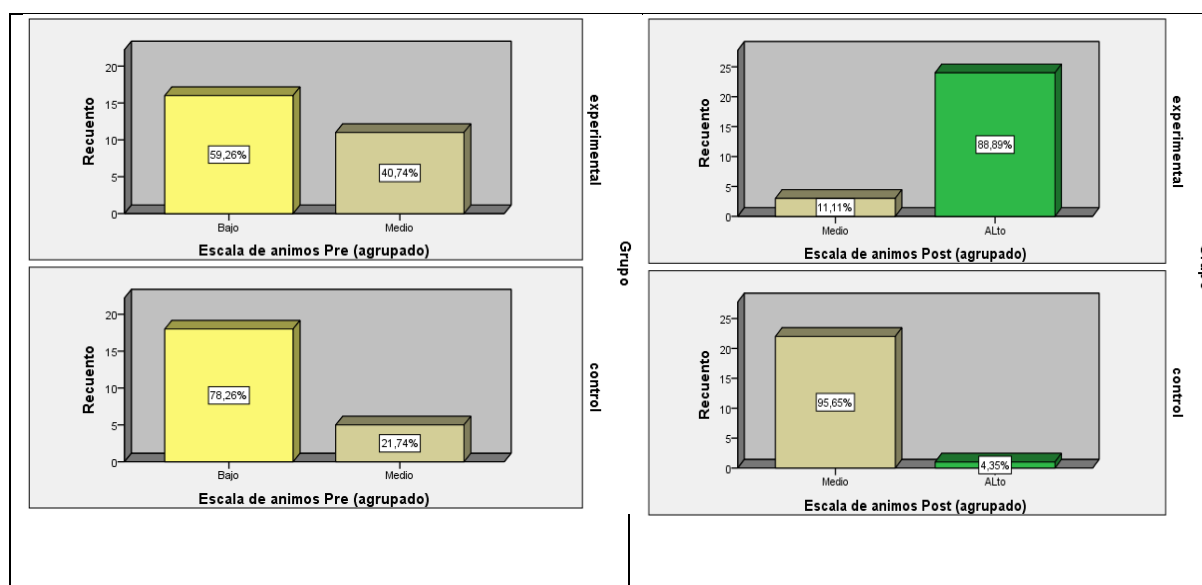 Recuento
20
15
10
5
0
59,26%
40,74%
Bajo
Medio
Escala de animos Pre (agrupado)
experimental
Recuento
20
15
10
5
0
78,26%
21,74%
Bajo
Medio
Escala de animos Pre (agrupado)
control
Grupo
Recuento
25
20
15
10
5
0
11,11%
88,89%
Medio
ALto
Escala de animos Post (agrupado)
experimental
Recuento
25
20
15
10
5
0
95,65%
4,35%
Medio
ALto
Escala de animos Post (agrupado)
control